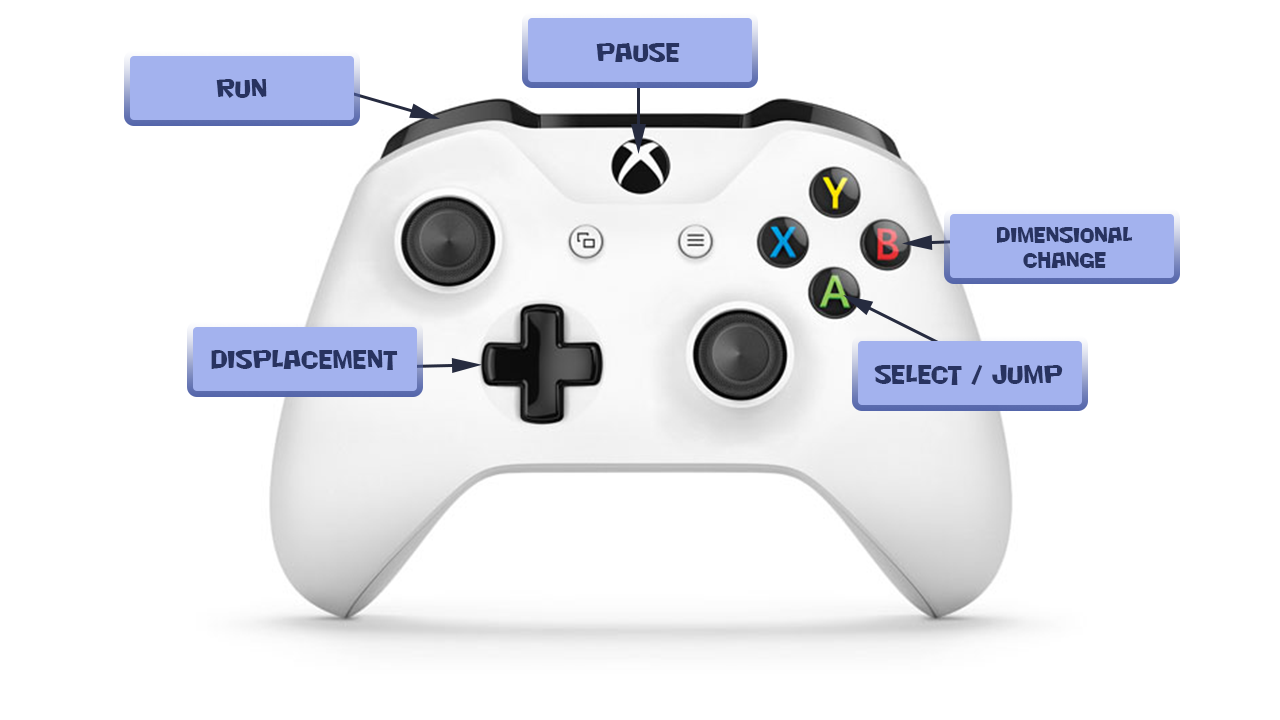 PAUSE
RUN
Y
X
B
DIMENSIONAL
CHANGE
A
DISPLACEMENT
SELECT / JUMP